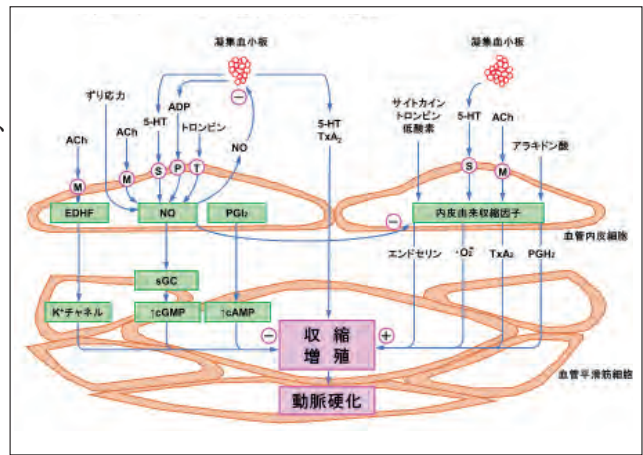 凝集血小板
凝集血小板
ずり応力
ADP
5-HT
トロンビン
ACh
ACh
NO
5-HT
TxA₂
サイトカイン
トロンビン
低酸素
5-HT
ACh
アラキドン酸
−
M
M
S
P
T
S
M
EDHF
NO
PGI₂
−
内皮由来収縮因子
血管内皮細胞
エンドセリン
·O₂⁻
TxA₂
PGH₂
sGC
K⁺チャネル
↑cGMP
↑cAMP
−
収縮
増殖
+
血管平滑筋細胞
動脈硬化